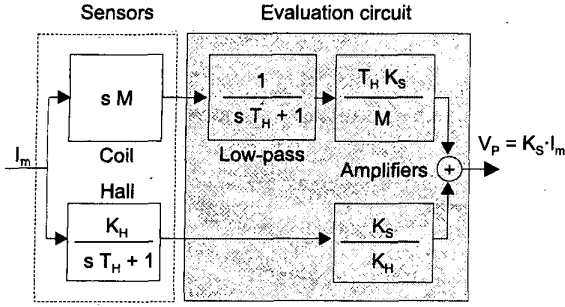 Sensors
Evaluation circuit
s M
1
s T_H + 1
T_H K_S
M
I_m
Coil
Low-pass
Amplifiers
+
V_P = K_S·I_m
Hall
K_H
s T_H + 1
K_S
K_H